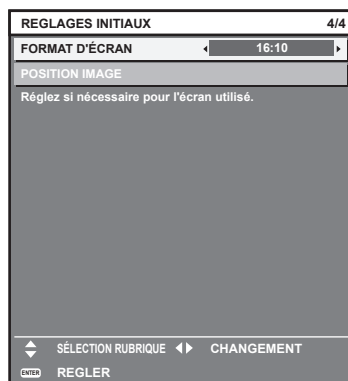 REGLAGES INITIAUX 4/4
FORMAT D'ÉCRAN 16:10
POSITION IMAGE
Réglez si nécessaire pour l'écran utilisé.
SÉLECTION RUBRIQUE CHANGEMENT
ENTER REGLER